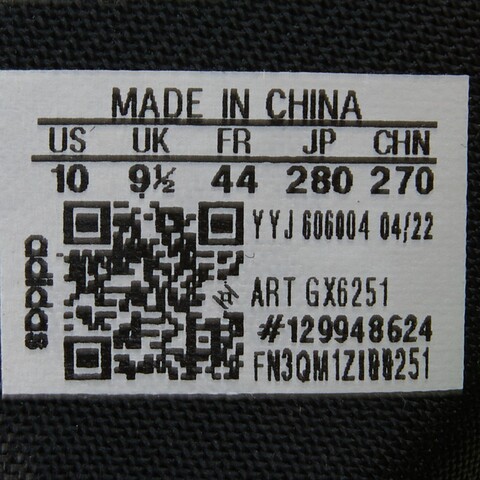 MADE IN CHINA
US UK FR JP CHN
10 9½ 44 280 270
YYJ 606004 04/22
adidas
ART GX6251
#129948624